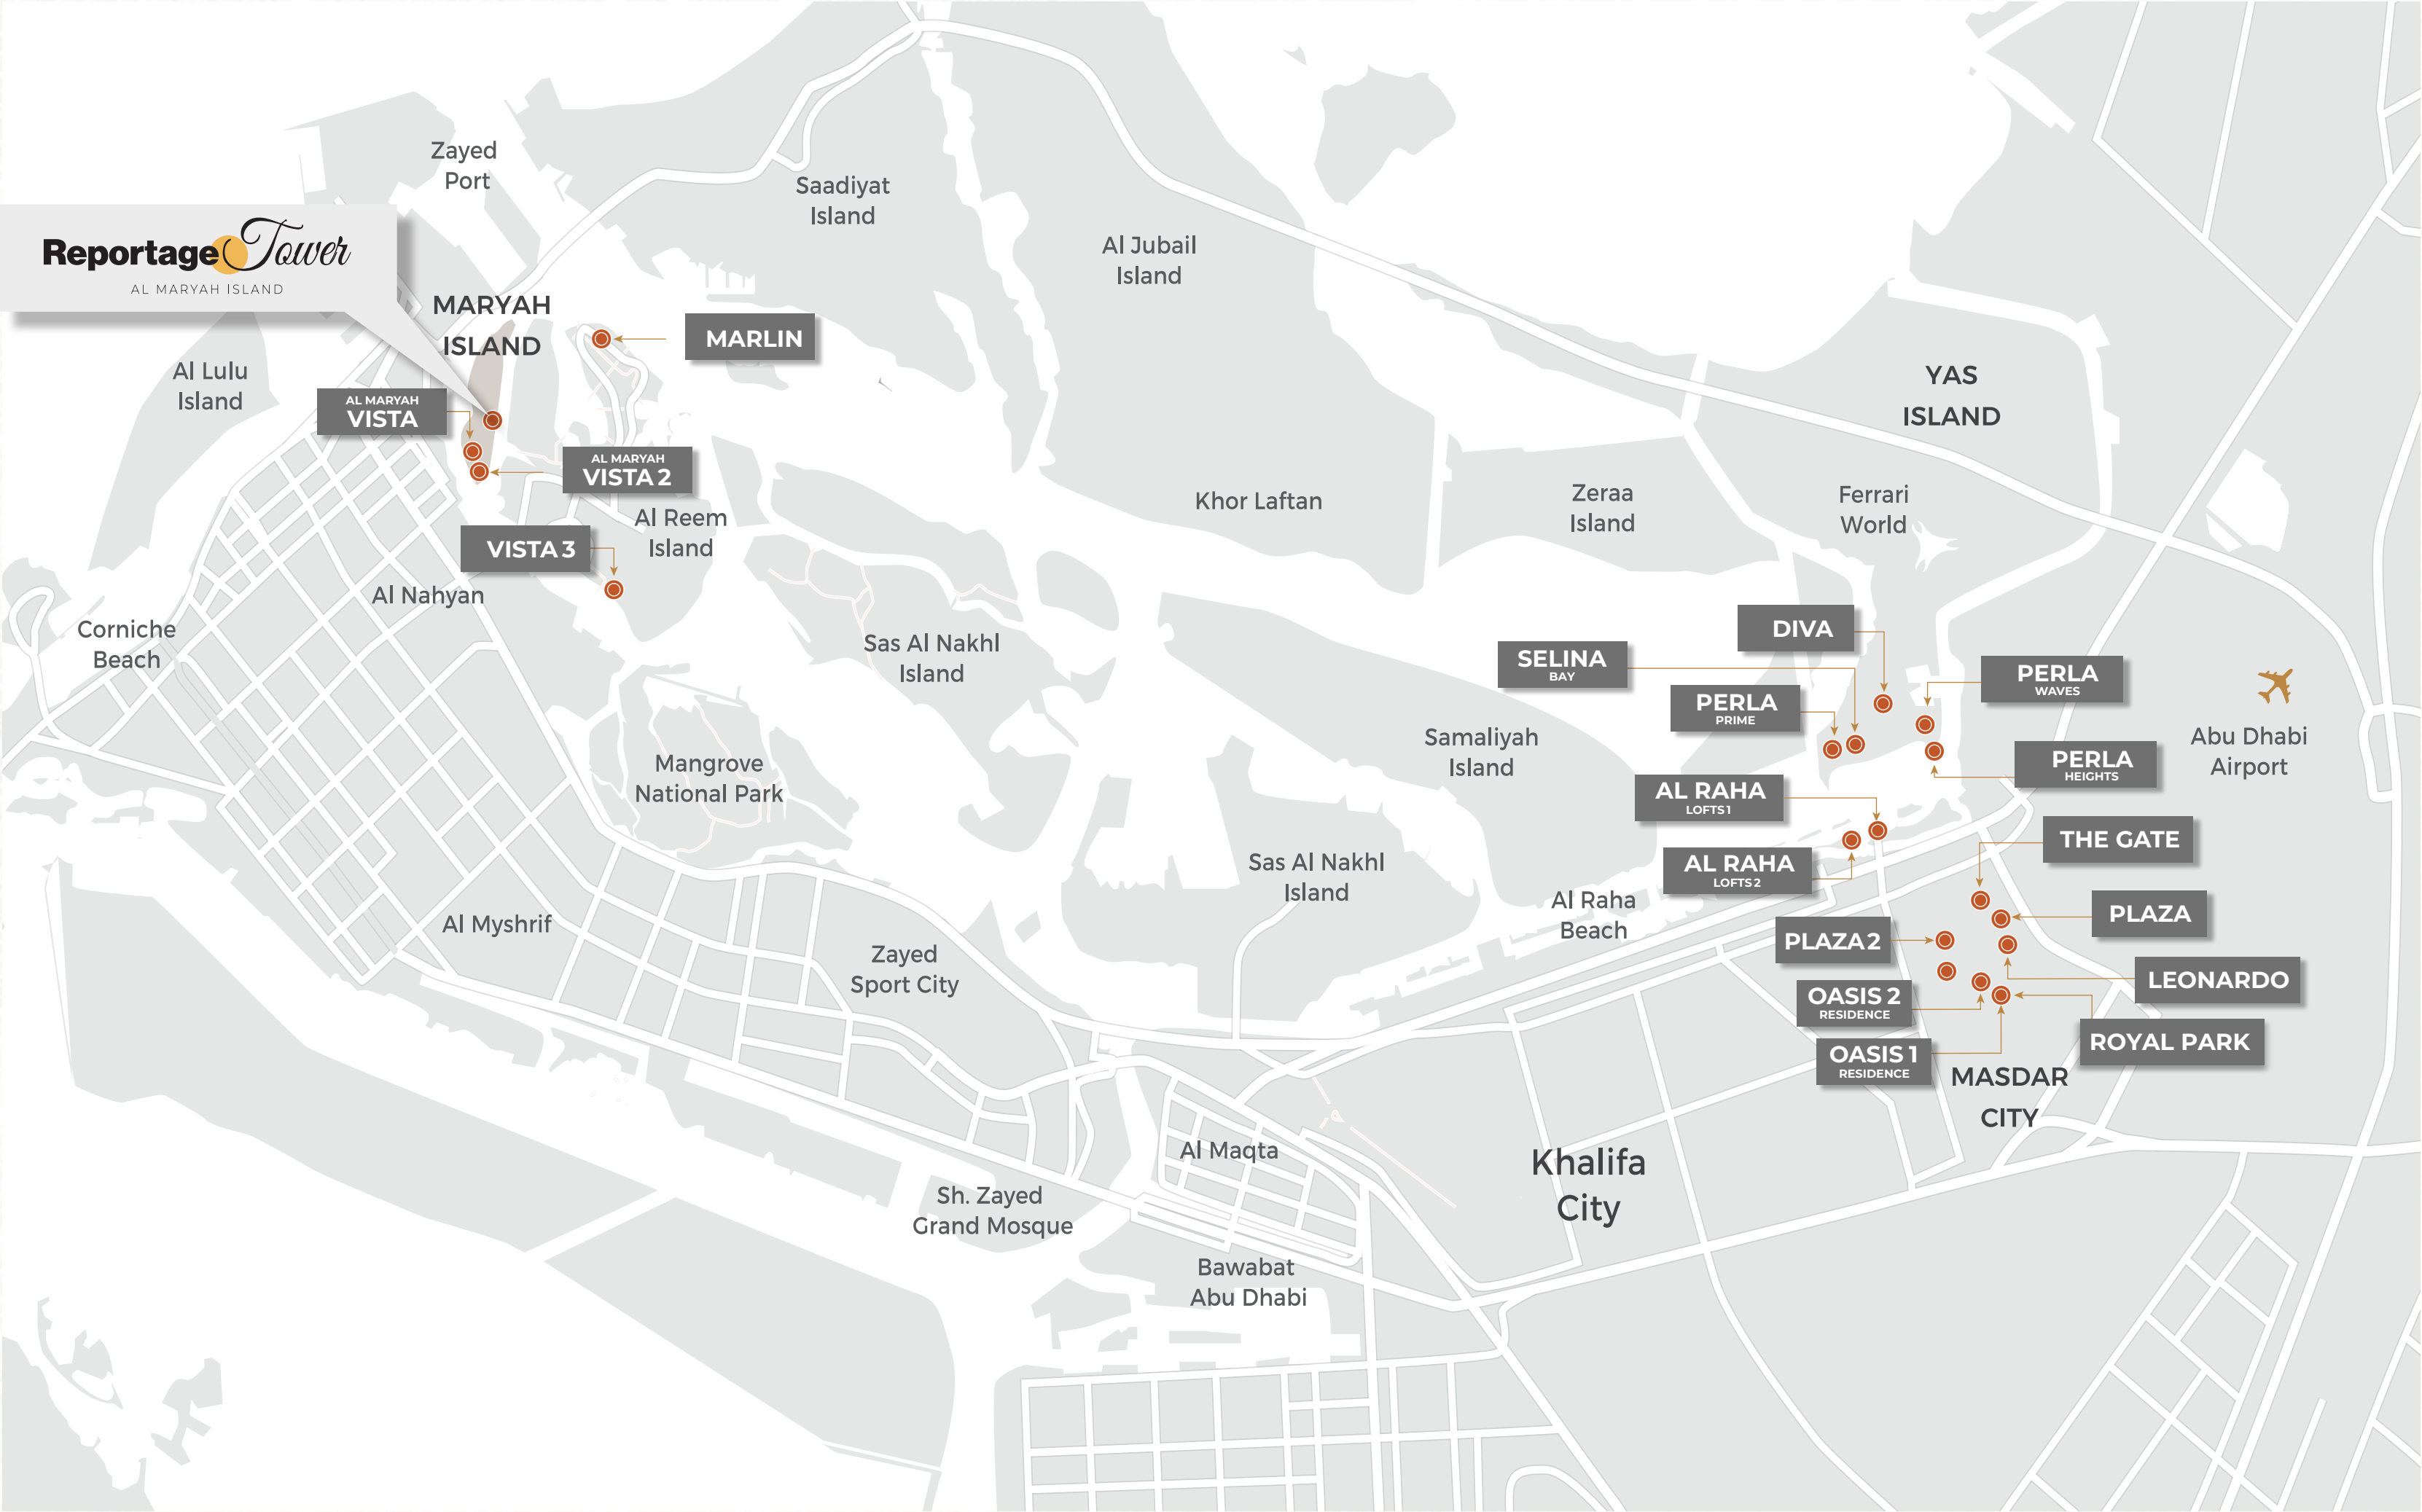 Zayed
Port
Saadiyat
Island
Al Jubail
Island
Reportage Tower
AL MARYAH ISLAND
MARYAH
ISLAND
MARLIN
Al Lulu
Island
AL MARYAH
VISTA
AL MARYAH
VISTA 2
Al Reem
Island
VISTA 3
Al Nahyan
Corniche
Beach
Sas Al Nakhl
Island
Mangrove
National Park
Khor Laftan
Zeraa
Island
YAS
ISLAND
Ferrari
World
DIVA
SELINA
BAY
PERLA
PRIME
PERLA
WAVES
Samaliyah
Island
Abu Dhabi
Airport
PERLA
HEIGHTS
AL RAHA
LOFTS 1
THE GATE
AL RAHA
LOFTS 2
Sas Al Nakhl
Island
Al Raha
Beach
PLAZA
PLAZA 2
LEONARDO
OASIS 2
RESIDENCE
ROYAL PARK
OASIS 1
RESIDENCE
MASDAR
CITY
Al Myshrif
Zayed
Sport City
Al Maqta
Khalifa
City
Sh. Zayed
Grand Mosque
Bawabat
Abu Dhabi